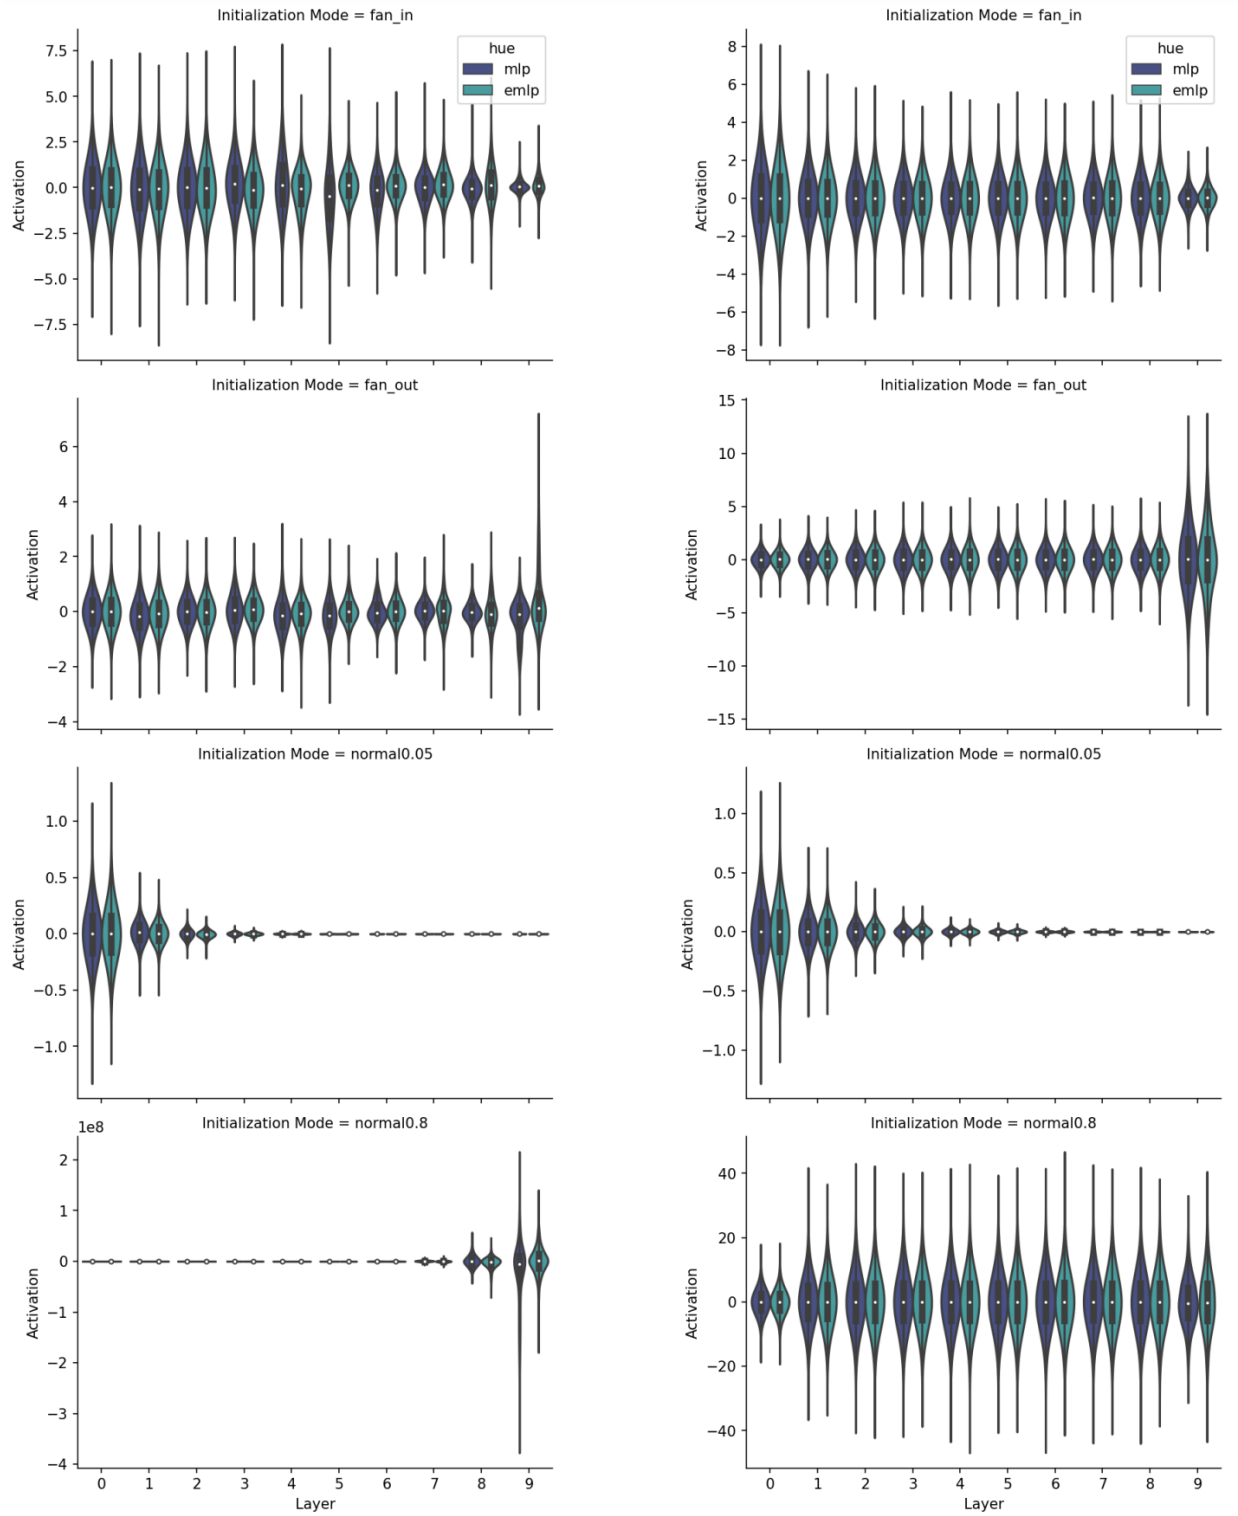 Initialization Mode = fan_in
7.5
5.0
2.5
0.0
−2.5
−5.0
−7.5
Activation
hue
mlp
emlp
Initialization Mode = fan_in
8
6
4
2
0
−2
−4
−6
−8
Activation
hue
mlp
emlp
Initialization Mode = fan_out
6
4
2
0
−2
−4
Activation
Initialization Mode = fan_out
15
10
5
0
−5
−10
−15
Activation
Initialization Mode = normal0.05
1.0
0.5
0.0
−0.5
−1.0
Activation
Initialization Mode = normal0.05
1.0
0.5
0.0
−0.5
−1.0
Activation
Initialization Mode = normal0.8
1e8
2
1
0
−1
−2
−3
−4
Activation
0 1 2 3 4 5 6 7 8 9
Layer
Initialization Mode = normal0.8
40
20
0
−20
−40
Activation
0 1 2 3 4 5 6 7 8 9
Layer